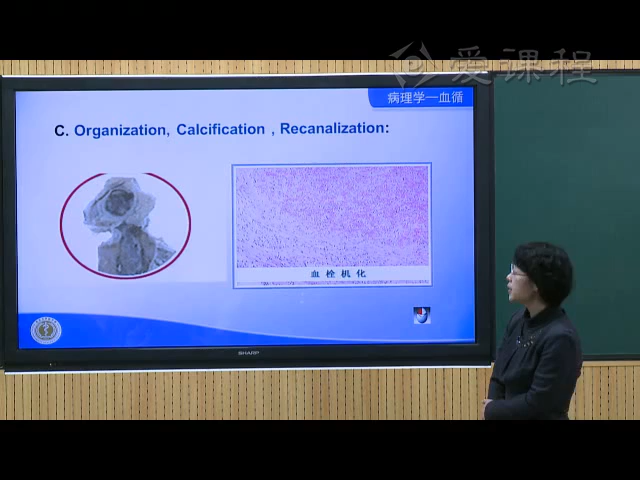 爱课程
病理学—血循
C. Organization, Calcification , Recanalization:
血 栓 机 化
SHARP